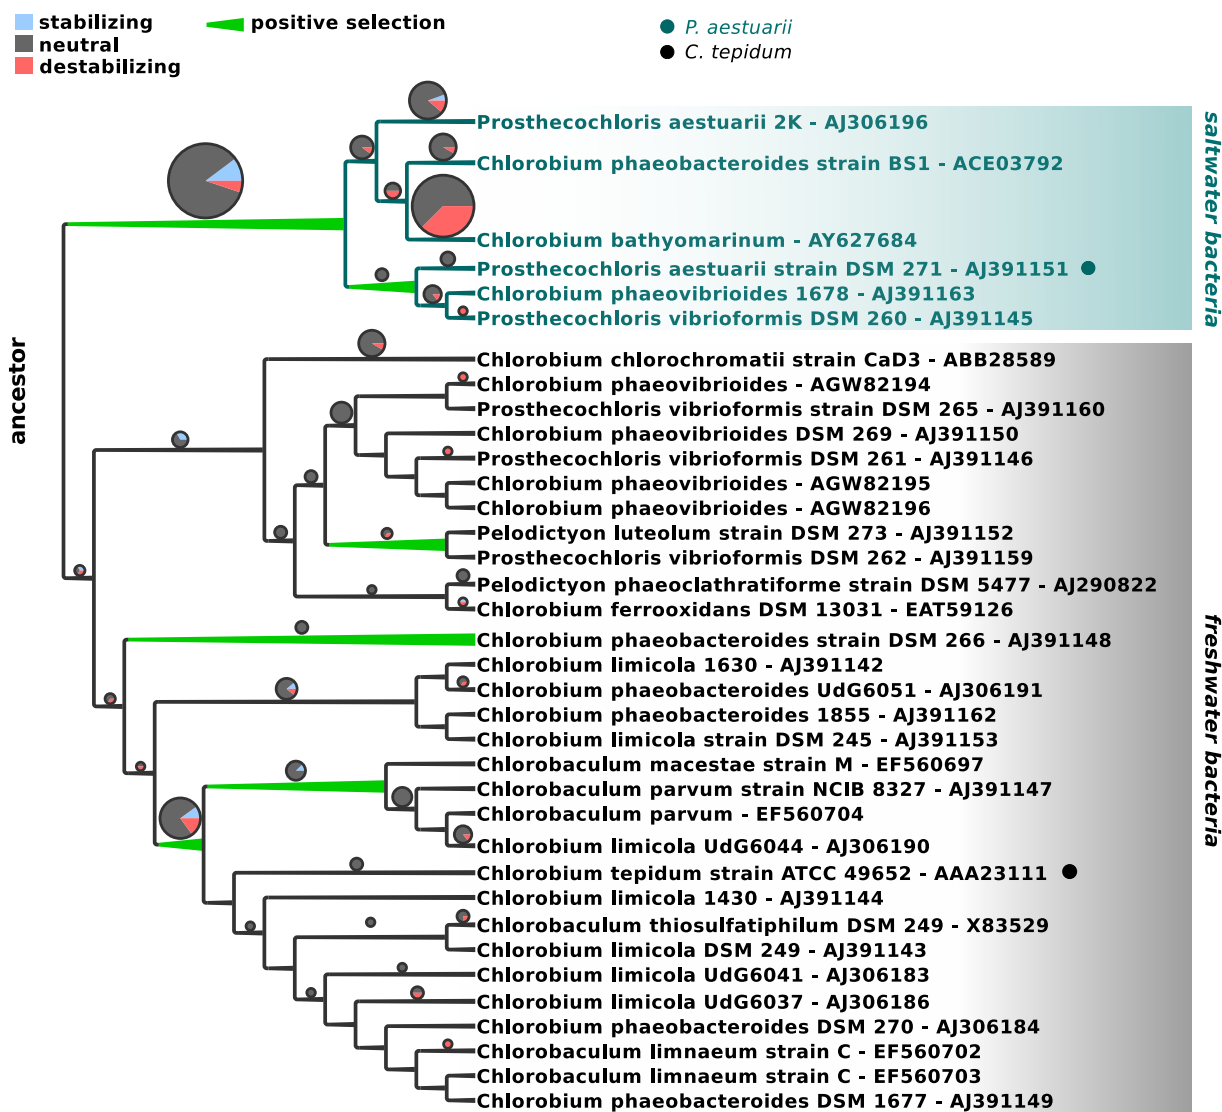 stabilizing
neutral
destabilizing
positive selection
P. aestuarii
C. tepidum
Prosthecochloris aestuarii 2K - AJ306196
Chlorobium phaeobacteroides strain BS1 - ACE03792
Chlorobium bathyomarinum - AY627684
Prosthecochloris aestuarii strain DSM 271 - AJ391151
Chlorobium phaeovibrioides 1678 - AJ391163
Prosthecochloris vibrioformis DSM 260 - AJ391145
saltwater bacteria
ancestor
Chlorobium chlorochromatii strain CaD3 - ABB28589
Chlorobium phaeovibrioides - AGW82194
Prosthecochloris vibrioformis strain DSM 265 - AJ391160
Chlorobium phaeovibrioides DSM 269 - AJ391150
Prosthecochloris vibrioformis DSM 261 - AJ391146
Chlorobium phaeovibrioides - AGW82195
Chlorobium phaeovibrioides - AGW82196
Pelodictyon luteolum strain DSM 273 - AJ391152
Prosthecochloris vibrioformis DSM 262 - AJ391159
Pelodictyon phaeoclathratiforme strain DSM 5477 - AJ290822
Chlorobium ferrooxidans DSM 13031 - EAT59126
Chlorobium phaeobacteroides strain DSM 266 - AJ391148
Chlorobium limicola 1630 - AJ391142
Chlorobium phaeobacteroides UdG6051 - AJ306191
Chlorobium phaeobacteroides 1855 - AJ391162
Chlorobium limicola strain DSM 245 - AJ391153
Chlorobaculum macestae strain M - EF560697
Chlorobaculum parvum strain NCIB 8327 - AJ391147
Chlorobaculum parvum - EF560704
Chlorobium limicola UdG6044 - AJ306190
Chlorobium tepidum strain ATCC 49652 - AAA23111
Chlorobium limicola 1430 - AJ391144
Chlorobaculum thiosulfatiphilum DSM 249 - X83529
Chlorobium limicola DSM 249 - AJ391143
Chlorobium limicola UdG6041 - AJ306183
Chlorobium limicola UdG6037 - AJ306186
Chlorobium phaeobacteroides DSM 270 - AJ306184
Chlorobaculum limnaeum strain C - EF560702
Chlorobaculum limnaeum strain C - EF560703
Chlorobium phaeobacteroides DSM 1677 - AJ391149
freshwater bacteria